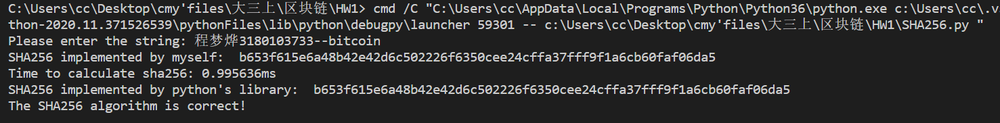 C:\Users\cc\Desktop\cmy'files\大三上\区块链\HW1> cmd /C "C:\Users\cc\AppData\Local\Programs\Python\Python36\python.exe c:\Users\cc\.v
thon-2020.11.371526539\pythonFiles\lib\python\debugpy\launcher 59301 -- c:\Users\cc\Desktop\cmy'files\大三上\区块链\HW1\SHA256.py "
Please enter the string: 程梦烨3180103733--bitcoin
SHA256 implemented by myself:  b653f615e6a48b42e42d6c502226f6350cee24cffa37fff9f1a6cb60faf06da5
Time to calculate sha256: 0.995636ms
SHA256 implemented by python's library:  b653f615e6a48b42e42d6c502226f6350cee24cffa37fff9f1a6cb60faf06da5
The SHA256 algorithm is correct!